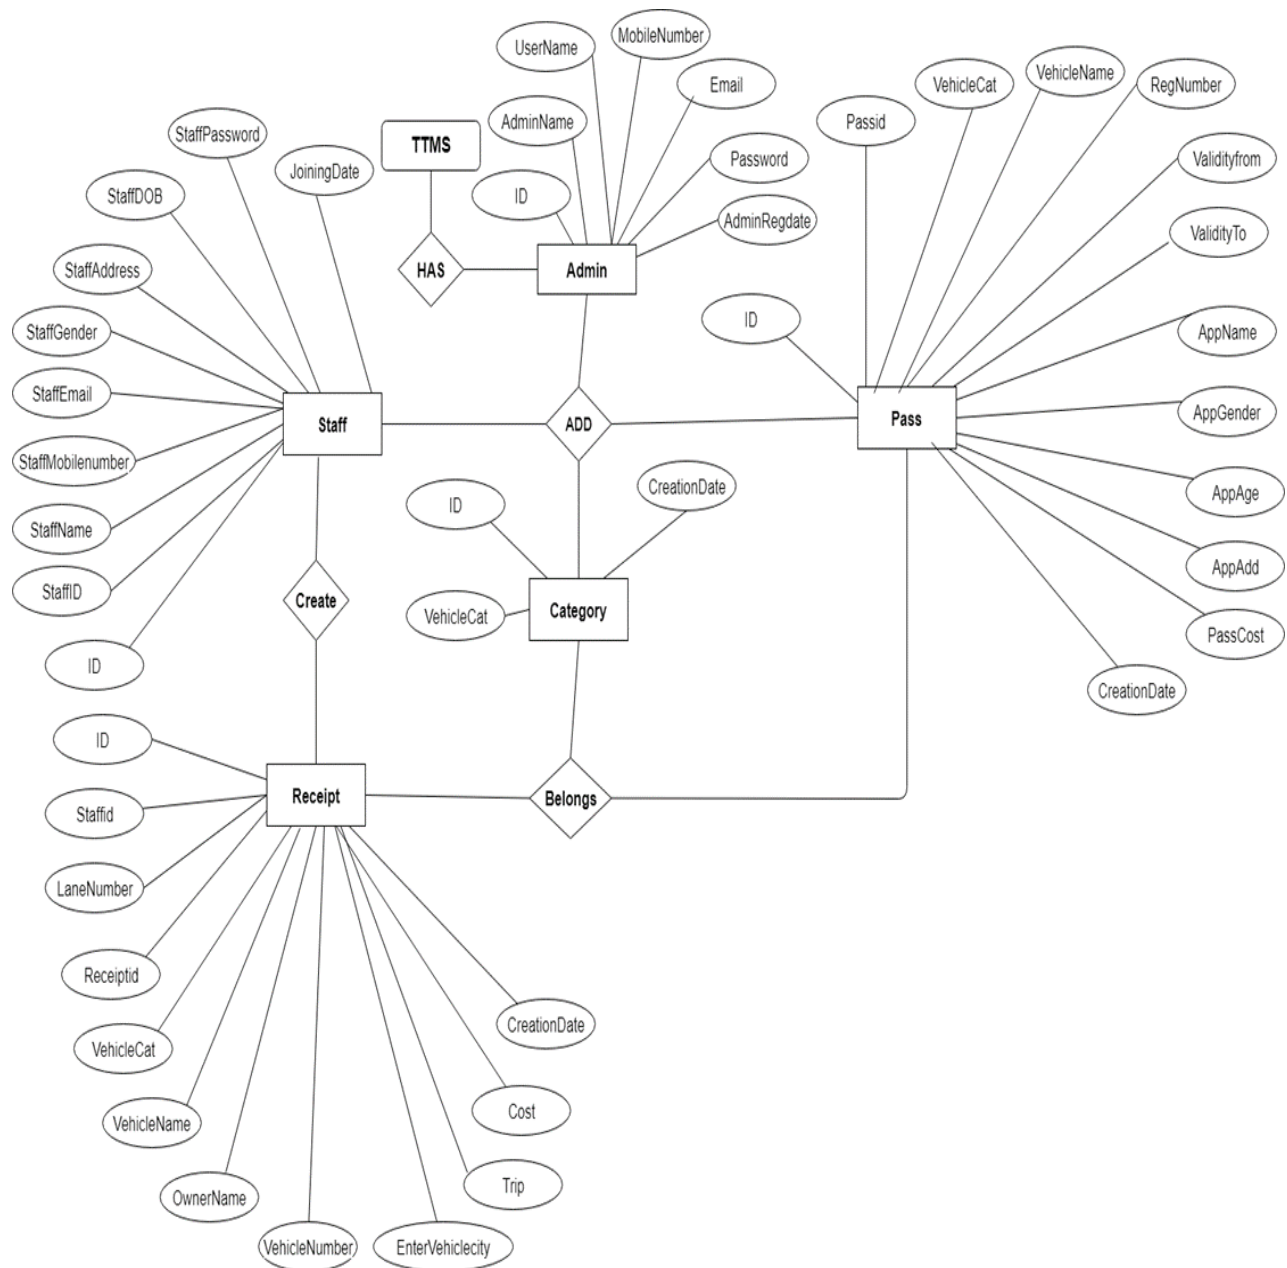 MobileNumber
UserName
VehicleName
VehicleCat
RegNumber
Email
AdminName
Passid
StaffPassword
TTMS
Password
Validityfrom
JoiningDate
StaffDOB
ID
AdminRegdate
ValidityTo
StaffAddress
HAS
Admin
ID
AppName
StaffGender
StaffEmail
AppGender
Staff
ADD
Pass
StaffMobilenumber
CreationDate
AppAge
ID
StaffName
AppAdd
StaffID
Create
Category
VehicleCat
PassCost
ID
CreationDate
ID
Receipt
Belongs
Staffid
LaneNumber
Receiptid
CreationDate
VehicleCat
Cost
VehicleName
Trip
OwnerName
VehicleNumber
EnterVehiclecity